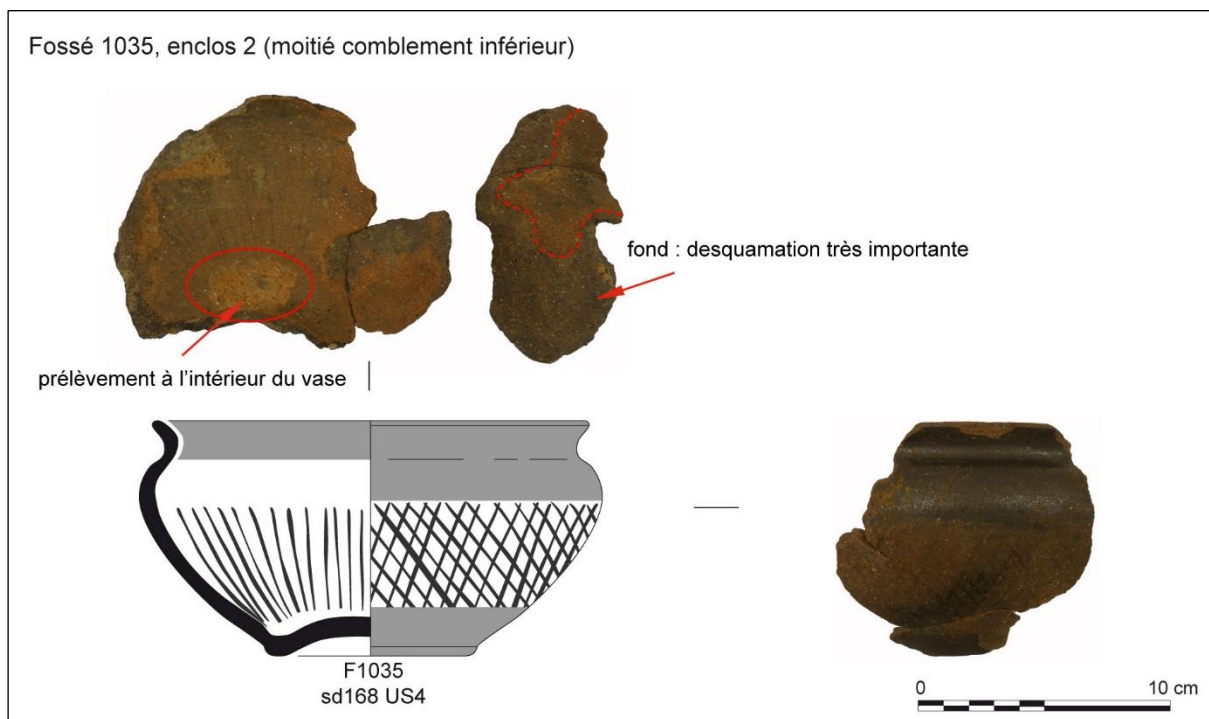 Fossé 1035, enclos 2 (moitié comblement inférieur)
fond : desquamation très importante
prélèvement à l'intérieur du vase
F1035
sd168 US4
0 10 cm